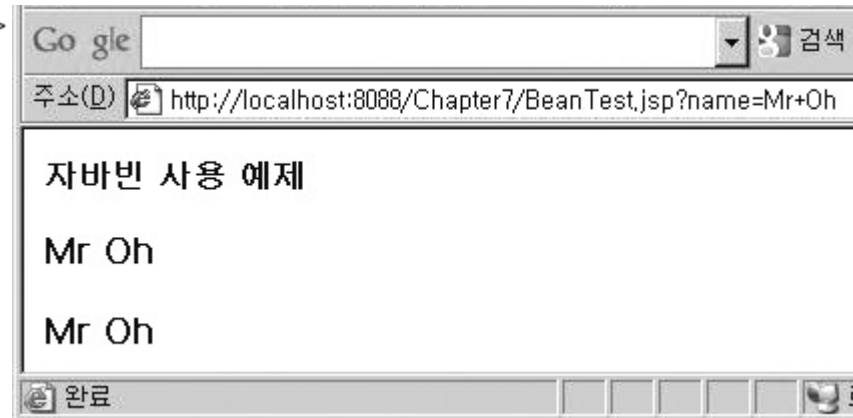 Go gle 검색
주소(D) http://localhost:8088/Chapter7/BeanTest.jsp?name=Mr+Oh
자바빈 사용 예제
Mr Oh
Mr Oh
완료